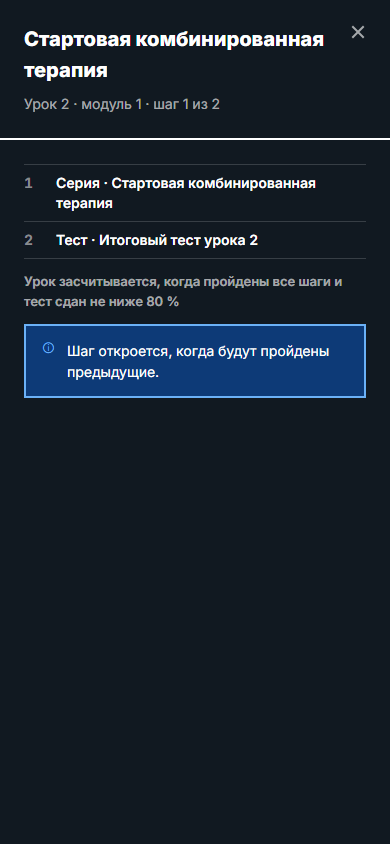 Стартовая комбинированная
терапия
Урок 2 · модуль 1 · шаг 1 из 2
1 Серия · Стартовая комбинированная
терапия
2 Тест · Итоговый тест урока 2
Урок засчитывается, когда пройдены все шаги и
тест сдан не ниже 80 %
Шаг откроется, когда будут пройдены
предыдущие.